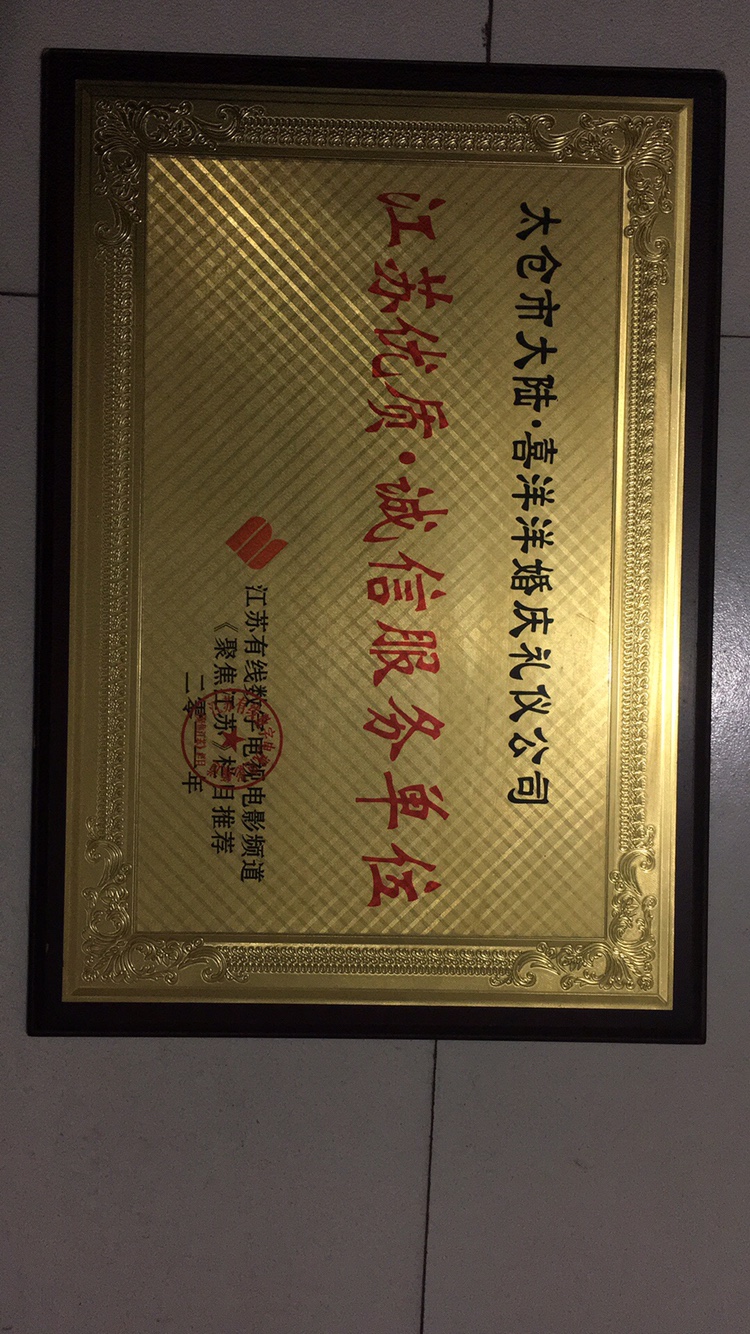 太仓市大陆·喜洋洋婚庆礼仪公司
江苏优质·诚信服务单位
江苏有线数字电视电影频道
《聚焦江苏》栏目推荐
二零一一年